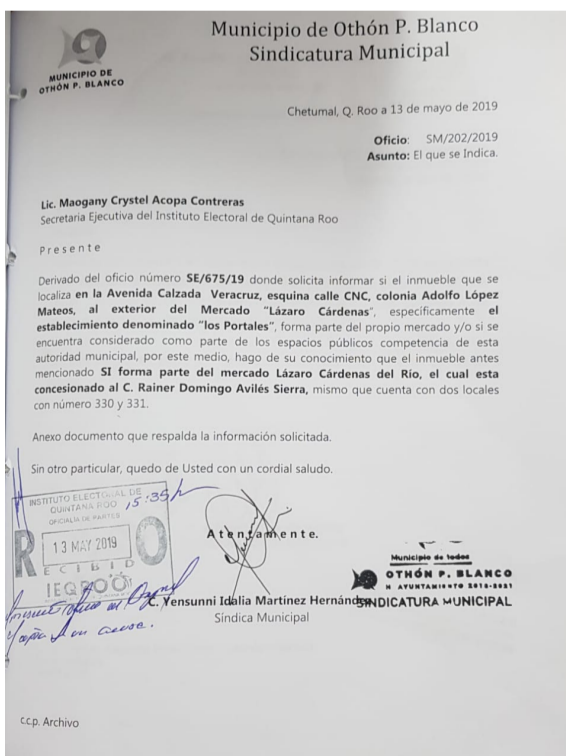 Municipio de Othón P. Blanco
Sindicatura Municipal
MUNICIPIO DE
OTHÓN P. BLANCO
Chetumal, Q. Roo a 13 de mayo de 2019
Oficio: SM/202/2019
Asunto: El que se Indica.
Lic. Maogany Crystel Acopa Contreras
Secretaria Ejecutiva del Instituto Electoral de Quintana Roo
Presente
Derivado del oficio número SE/675/19 donde solicita informar si el inmueble que se
localiza en la Avenida Calzada Veracruz, esquina calle CNC, colonia Adolfo López
Mateos, al exterior del Mercado "Lázaro Cárdenas", específicamente el
establecimiento denominado "los Portales", forma parte del propio mercado y/o si se
encuentra considerado como parte de los espacios públicos competencia de esta
autoridad municipal, por este medio, hago de su conocimiento que el inmueble antes
mencionado SI forma parte del mercado Lázaro Cárdenas del Río, el cual esta
concesionado al C. Rainer Domingo Avilés Sierra, mismo que cuenta con dos locales
con número 330 y 331.
Anexo documento que respalda la información solicitada.
Sin otro particular, quedo de Usted con un cordial saludo.
INSTITUTO ELECTORAL DE
QUINTANA ROO 15:35h
OFICIALIA DE PARTES
R 13 MAY 2019 O
ECIBID
IEQROO
Atentamente.
C. Yensunni Idalia Martínez Hernández
Síndica Municipal
Municipio de todos
OTHÓN P. BLANCO
H AYUNTAMIENTO 2018-2021
SINDICATURA MUNICIPAL
c.c.p. Archivo